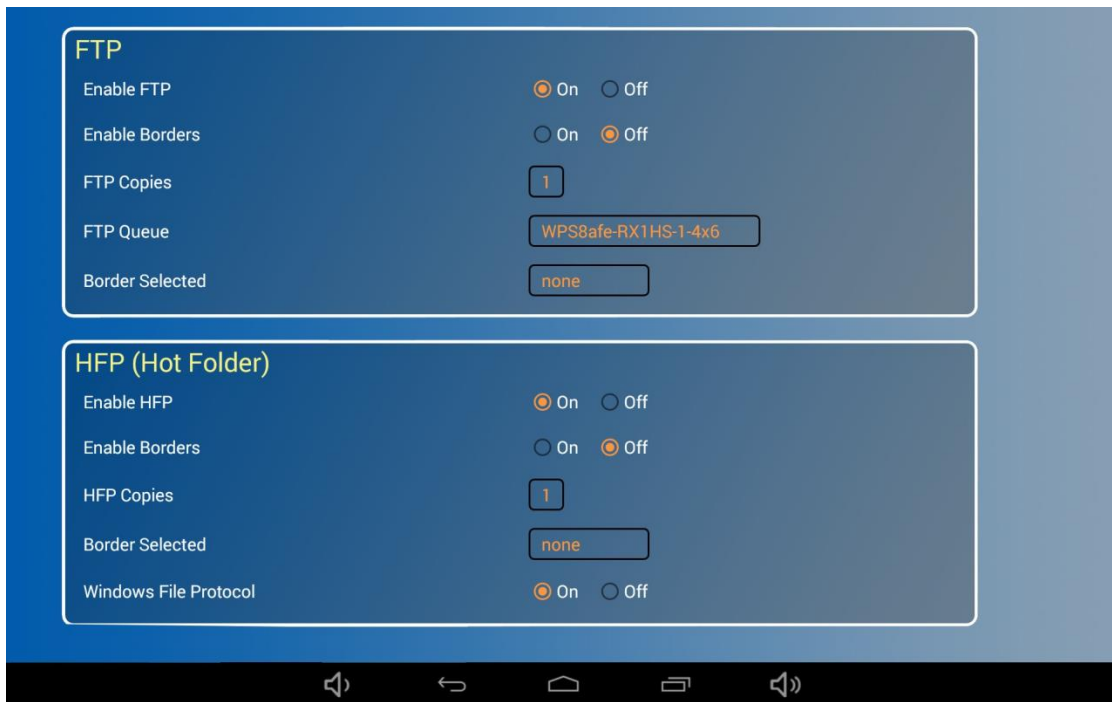 FTP
Enable FTP On Off
Enable Borders On Off
FTP Copies 1
FTP Queue WPS8afe-RX1HS-1-4x6
Border Selected none
HFP (Hot Folder)
Enable HFP On Off
Enable Borders On Off
HFP Copies 1
Border Selected none
Windows File Protocol On Off